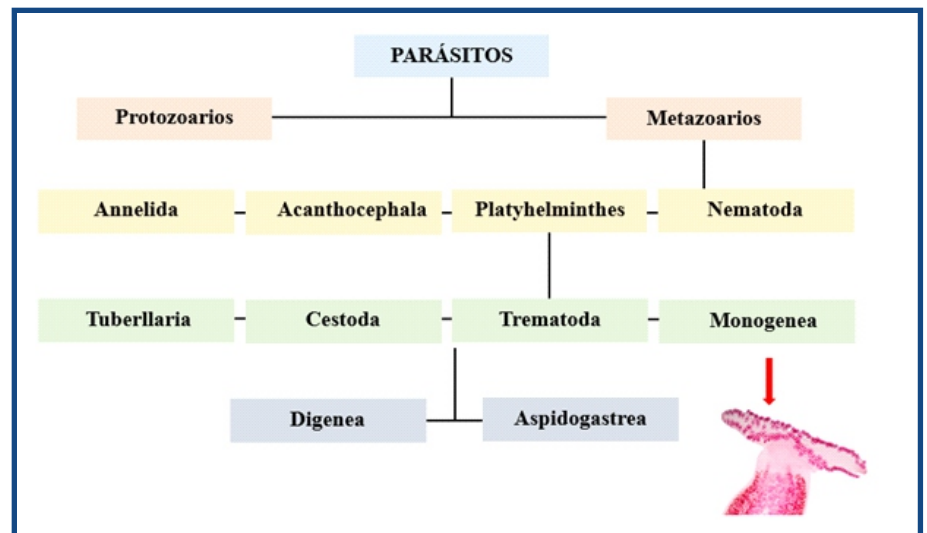 PARÁSITOS
Protozoarios
Metazoarios
Annelida
Acanthocephala
Platyhelminthes
Nematoda
Tuberllaria
Cestoda
Trematoda
Monogenea
Digenea
Aspidogastrea